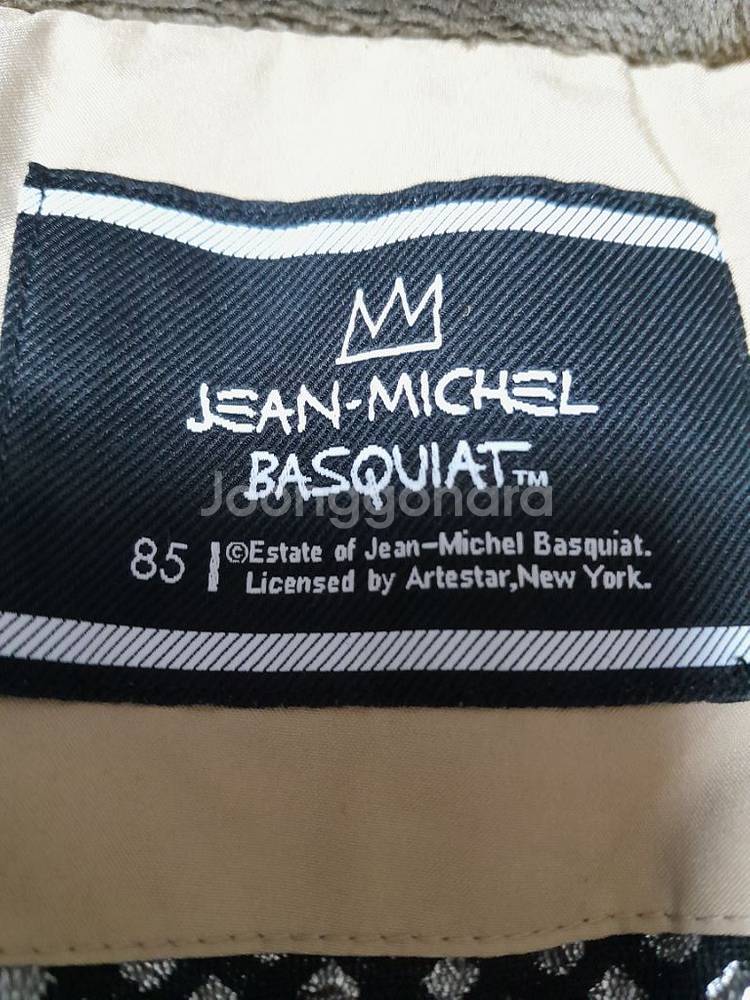 JEAN-MICHEL
BASQUIAT™
Joonggonara
85 | ©Estate of Jean-Michel Basquiat.
Licensed by Artestar,New York.